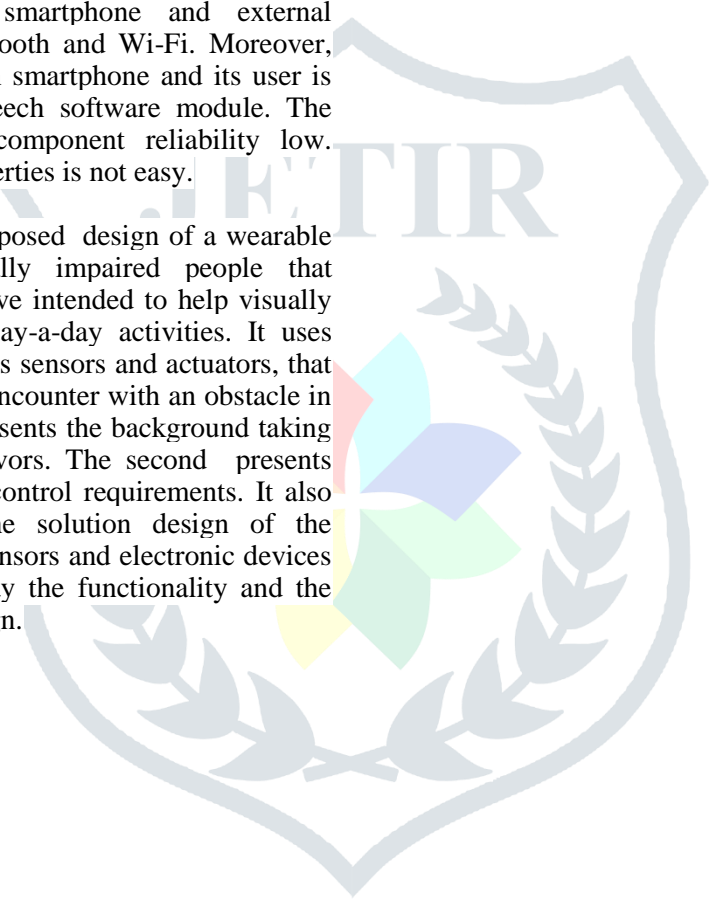 smartphone and external
ooth and Wi-Fi. Moreover,
smartphone and its user is
eech software module. The
component reliability low.
erties is not easy.
JETIR
posed design of a wearable
ally impaired people that
ve intended to help visually
ay-a-day activities. It uses
s sensors and actuators, that
ncounter with an obstacle in
sents the background taking
vors. The second presents
control requirements. It also
ne solution design of the
nsors and electronic devices
y the functionality and the
n.